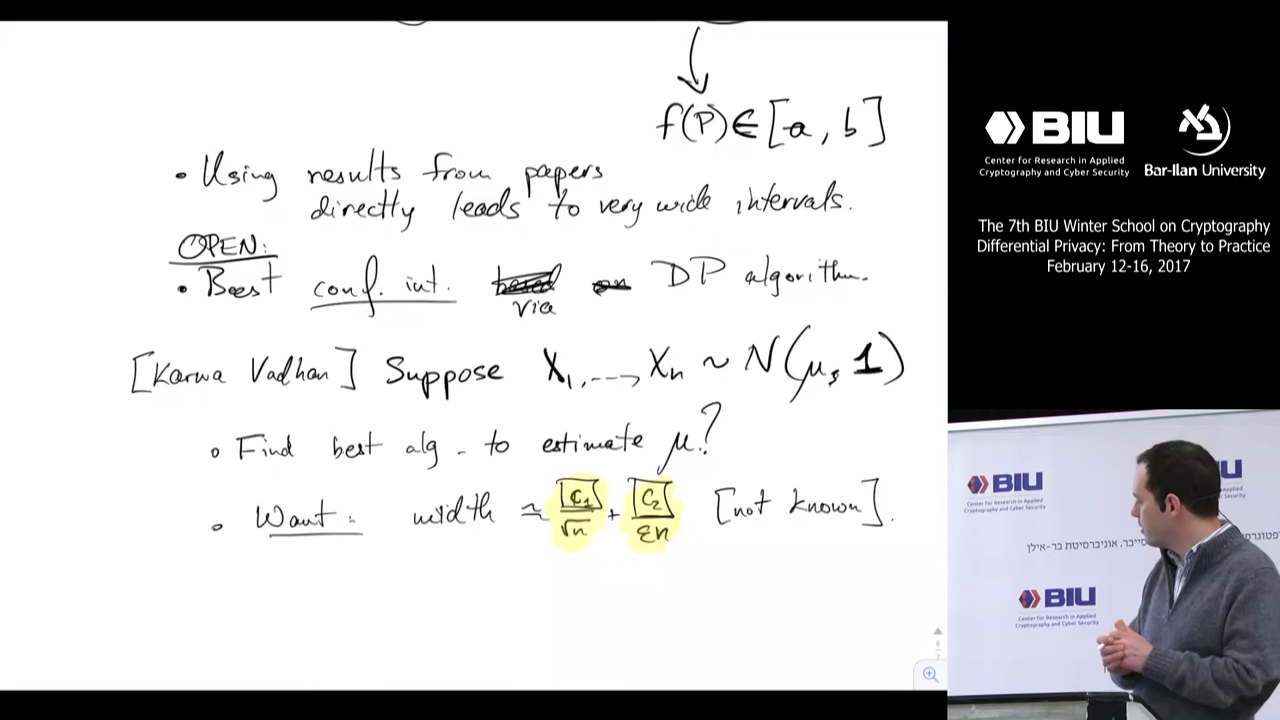 f(P) ∈ [a, b]
• Using results from papers
directly leads to very wide intervals.
OPEN:
• Best conf. int. via DP algorithm.
[Karwa Vadhan] Suppose X₁, ..., Xₙ ~ N(μ, 1)
• Find best alg. to estimate μ?
• Want: width ≈ C₁/√n + C₂/εn [not known].
BIU
Center for Research in Applied
Cryptography and Cyber Security
Bar-Ilan University
The 7th BIU Winter School on Cryptography
Differential Privacy: From Theory to Practice
February 12-16, 2017
BIU
Center for Research in Applied
Cryptography and Cyber Security
BIU
אוניברסיטת בר-אילן
BIU
Center for Research in Applied
Cryptography and Cyber Security